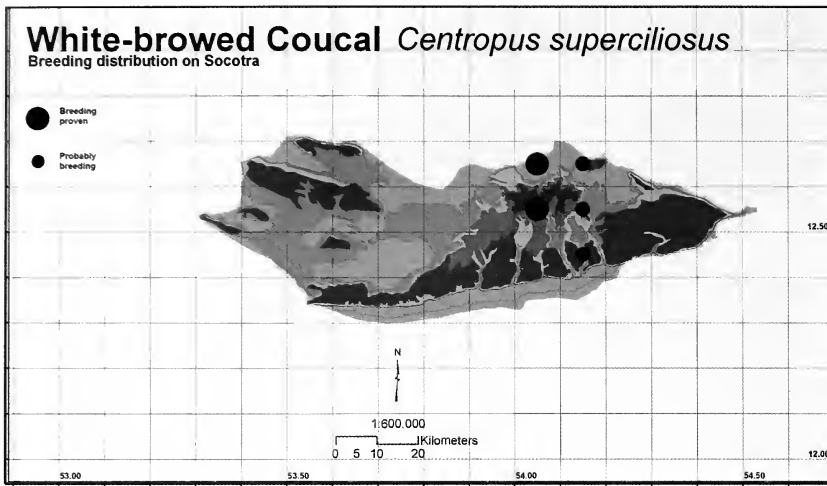 White-browed Coucal Centropus superciliosus
Breeding distribution on Socotra
Breeding
proven
Probably
breeding
12.50
N
1:600.000
Kilometers
0 5 10 20
12.00
53.00 53.50 54.00 54.50